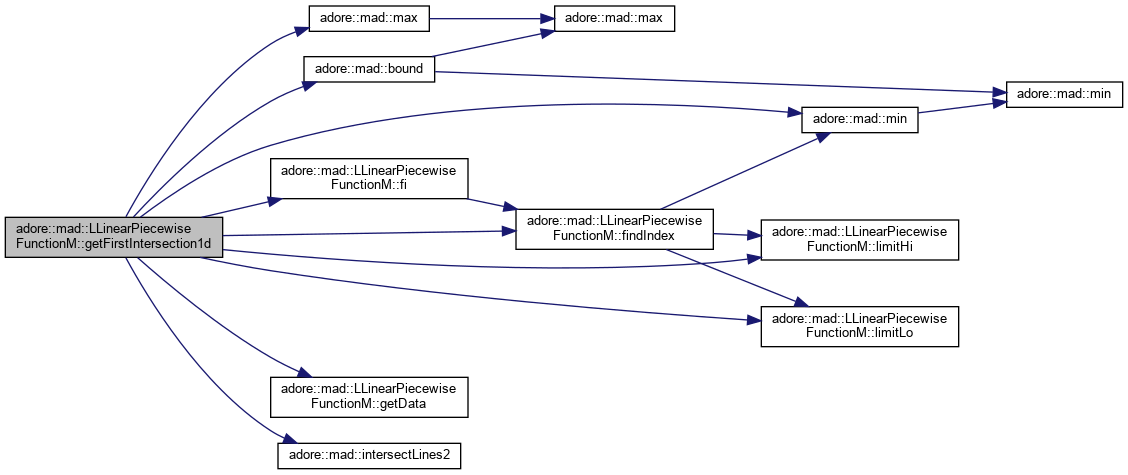 adore::mad::max
adore::mad::max
adore::mad::bound
adore::mad::min
adore::mad::min
adore::mad::LLinearPiecewise
FunctionM::fi
adore::mad::LLinearPiecewise
FunctionM::getFirstIntersection1d
adore::mad::LLinearPiecewise
FunctionM::findIndex
adore::mad::LLinearPiecewise
FunctionM::limitHi
adore::mad::LLinearPiecewise
FunctionM::limitLo
adore::mad::LLinearPiecewise
FunctionM::getData
adore::mad::intersectLines2